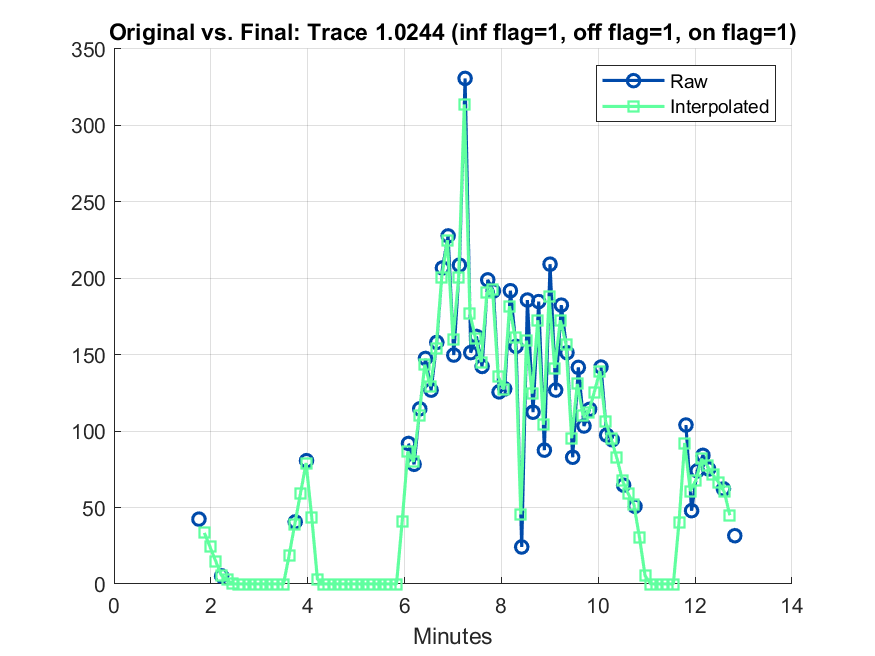 Original vs. Final: Trace 1.0244 (inf flag=1, off flag=1, on flag=1)
350
300
250
200
150
100
50
0
Raw
Interpolated
0 2 4 6 8 10 12 14
Minutes